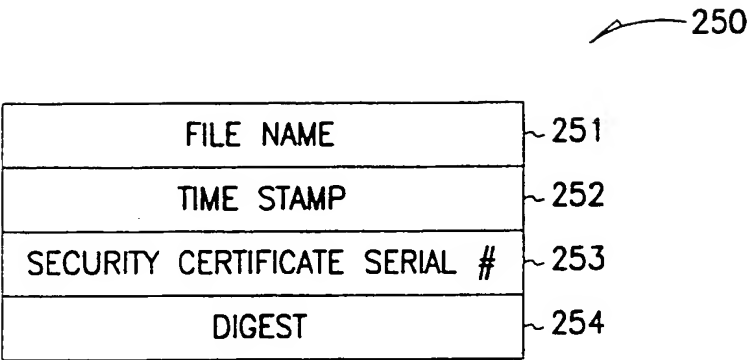 250
FILE NAME ~ 251
TIME STAMP ~ 252
SECURITY CERTIFICATE SERIAL # ~ 253
DIGEST ~ 254